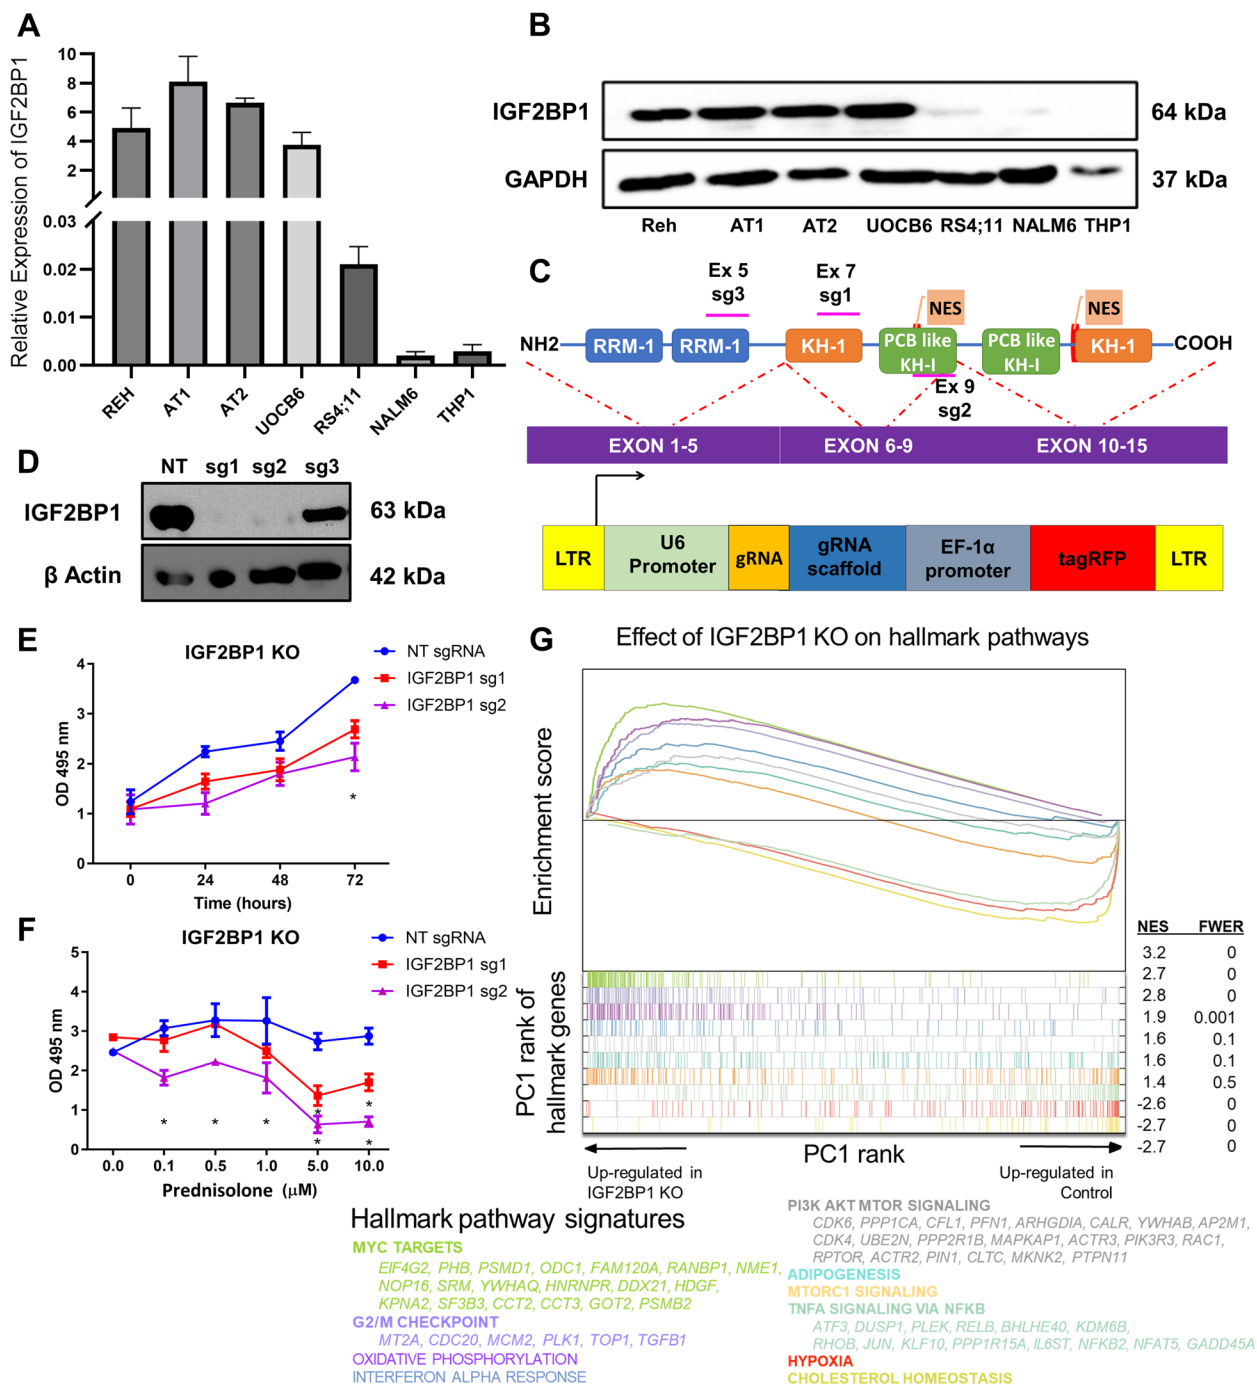 A
Relative Expression of IGF2BP1
10
8
6
4
2
0.03
0.02
0.01
0.00
REH
AT1
AT2
UOCB6
RS4;11
NALM6
THP1
B
IGF2BP1
64 kDa
GAPDH
37 kDa
Reh AT1 AT2 UOCB6 RS4;11 NALM6 THP1
C
Ex 5
sg3
Ex 7
sg1
NES
NES
NH2
RRM-1
RRM-1
KH-1
PCB like
KH-I
PCB like
KH-I
KH-1
COOH
Ex 9
sg2
EXON 1-5
EXON 6-9
EXON 10-15
LTR
U6
Promoter
gRNA
gRNA
scaffold
EF-1α
promoter
tagRFP
LTR
D
NT sg1 sg2 sg3
IGF2BP1
63 kDa
β Actin
42 kDa
E
IGF2BP1 KO
NT sgRNA
IGF2BP1 sg1
IGF2BP1 sg2
OD 495 nm
4
3
2
1
0
*
0 24 48 72
Time (hours)
F
IGF2BP1 KO
NT sgRNA
IGF2BP1 sg1
IGF2BP1 sg2
OD 495 nm
5
4
3
2
1
0
* * * * * * *
0.0 0.1 0.5 1.0 5.0 10.0
Prednisolone (μM)
G
Effect of IGF2BP1 KO on hallmark pathways
Enrichment score
PC1 rank of
hallmark genes
NES FWER
3.2 0
2.7 0
2.8 0
1.9 0.001
1.6 0.1
1.6 0.1
1.4 0.5
-2.6 0
-2.7 0
-2.7 0
PC1 rank
Up-regulated in
IGF2BP1 KO
Up-regulated in
Control
Hallmark pathway signatures
MYC TARGETS
EIF4G2, PHB, PSMD1, ODC1, FAM120A, RANBP1, NME1,
NOP16, SRM, YWHAQ, HNRNPR, DDX21, HDGF,
KPNA2, SF3B3, CCT2, CCT3, GOT2, PSMB2
G2/M CHECKPOINT
MT2A, CDC20, MCM2, PLK1, TOP1, TGFB1
OXIDATIVE PHOSPHORYLATION
INTERFERON ALPHA RESPONSE
PI3K AKT MTOR SIGNALING
CDK6, PPP1CA, CFL1, PFN1, ARHGDIA, CALR, YWHAB, AP2M1,
CDK4, UBE2N, PPP2R1B, MAPKAP1, ACTR3, PIK3R3, RAC1,
RPTOR, ACTR2, PIN1, CLTC, MKNK2, PTPN11
ADIPOGENESIS
MTORC1 SIGNALING
TNFA SIGNALING VIA NFKB
ATF3, DUSP1, PLEK, RELB, BHLHE40, KDM6B,
RHOB, JUN, KLF10, PPP1R15A, IL6ST, NFKB2, NFAT5, GADD45A
HYPOXIA
CHOLESTEROL HOMEOSTASIS